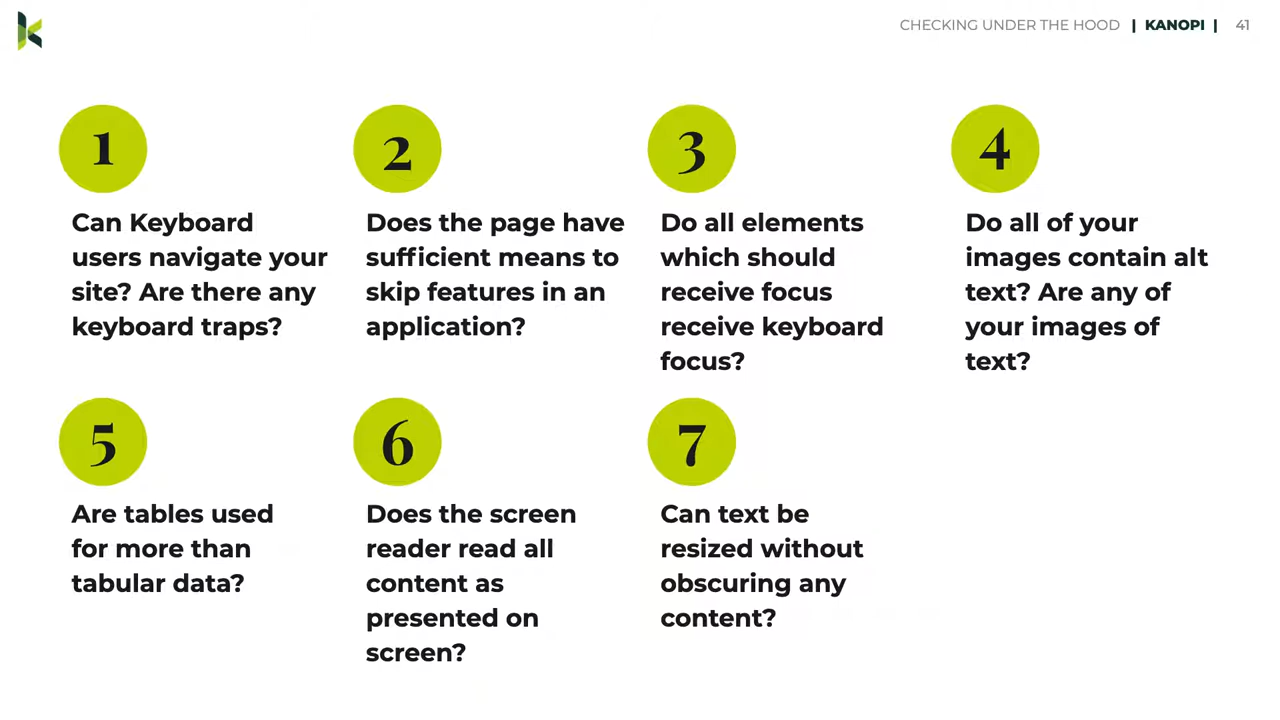 CHECKING UNDER THE HOOD | KANOPI | 41
1
Can Keyboard
users navigate your
site? Are there any
keyboard traps?
2
Does the page have
sufficient means to
skip features in an
application?
3
Do all elements
which should
receive focus
receive keyboard
focus?
4
Do all of your
images contain alt
text? Are any of
your images of
text?
5
Are tables used
for more than
tabular data?
6
Does the screen
reader read all
content as
presented on
screen?
7
Can text be
resized without
obscuring any
content?